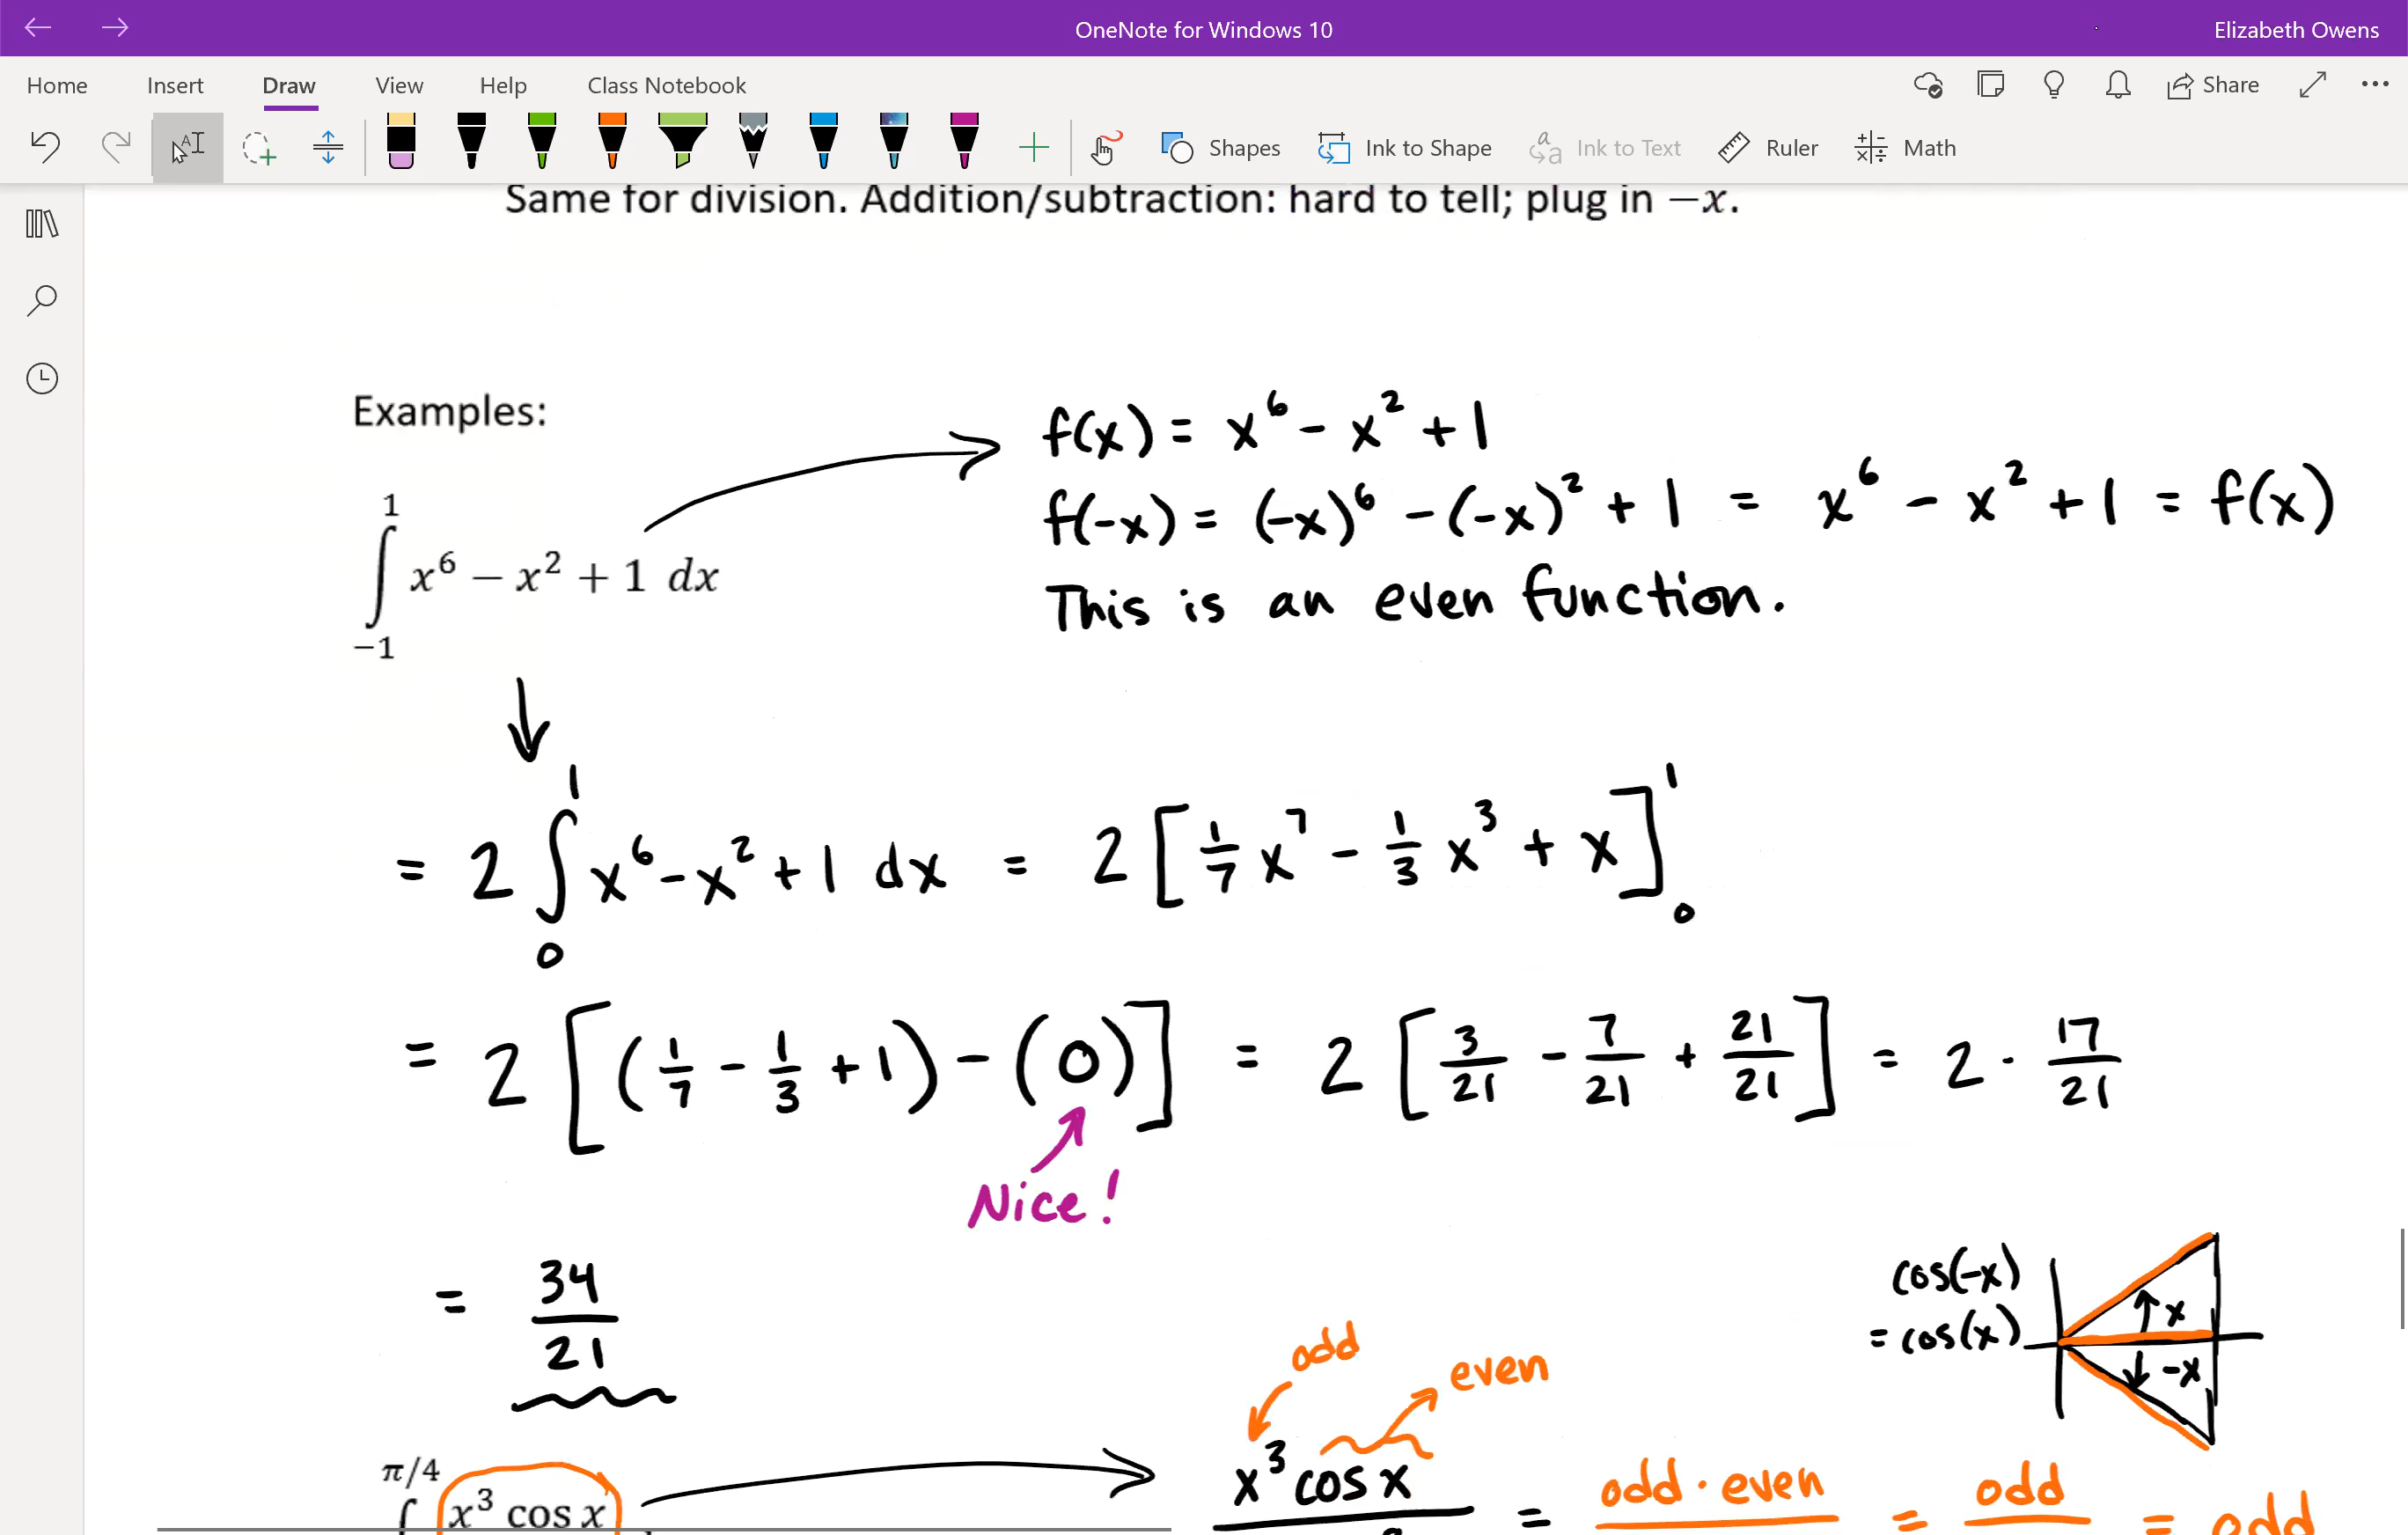 OneNote for Windows 10
Elizabeth Owens
Home Insert Draw View Help Class Notebook Share
Shapes Ink to Shape Ink to Text Ruler Math
Same for division. Addition/subtraction: hard to tell; plug in −x.
Examples:
f(x) = x⁶ - x² + 1
f(-x) = (-x)⁶ - (-x)² + 1 = x⁶ - x² + 1 = f(x)
This is an even function.
∫₋₁¹ x⁶ − x² + 1 dx
= 2 ∫₀¹ x⁶ - x² + 1 dx = 2 [1/7 x⁷ - 1/3 x³ + x]₀¹
= 2 [(1/7 - 1/3 + 1) - (0)] = 2 [3/21 - 7/21 + 21/21] = 2 · 17/21
Nice!
= 34/21
cos(-x)
= cos(x)
x
-x
odd
even
π/4
∫ x³ cos x
x³ cos x = odd · even = odd = odd